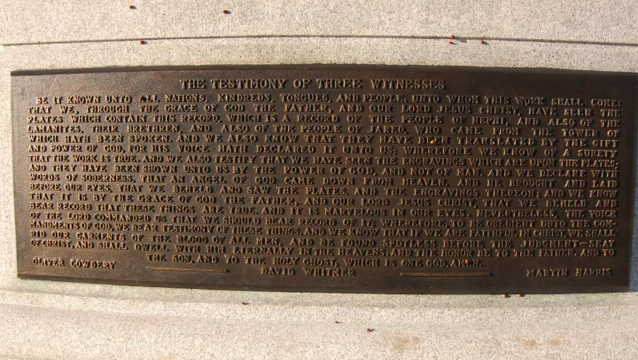 THE TESTIMONY OF THREE WITNESSES
BE IT KNOWN UNTO ALL NATIONS, KINDREDS, TONGUES, AND PEOPLE, UNTO WHOM THIS WORK SHALL COME:
THAT WE, THROUGH THE GRACE OF GOD THE FATHER, AND OUR LORD JESUS CHRIST, HAVE SEEN THE
PLATES WHICH CONTAIN THIS RECORD, WHICH IS A RECORD OF THE PEOPLE OF NEPHI, AND ALSO OF THE
LAMANITES, THEIR BRETHREN, AND ALSO OF THE PEOPLE OF JARED, WHO CAME FROM THE TOWER OF
WHICH HATH BEEN SPOKEN, AND WE ALSO KNOW THAT THEY HAVE BEEN TRANSLATED BY THE GIFT
AND POWER OF GOD, FOR HIS VOICE HATH DECLARED IT UNTO US; WHEREFORE WE KNOW OF A SURETY
THAT THE WORK IS TRUE. AND WE ALSO TESTIFY THAT WE HAVE SEEN THE ENGRAVINGS WHICH ARE UPON THE PLATES;
AND THEY HAVE BEEN SHOWN UNTO US BY THE POWER OF GOD, AND NOT OF MAN. AND WE DECLARE WITH
WORDS OF SOBERNESS, THAT AN ANGEL OF GOD CAME DOWN FROM HEAVEN, AND HE BROUGHT AND LAID
BEFORE OUR EYES, THAT WE BEHELD AND SAW THE PLATES, AND THE ENGRAVINGS THEREON; AND WE KNOW
THAT IT IS BY THE GRACE OF GOD THE FATHER, AND OUR LORD JESUS CHRIST, THAT WE BEHELD AND
BEAR RECORD THAT THESE THINGS ARE TRUE. AND IT IS MARVELOUS IN OUR EYES. NEVERTHELESS, THE VOICE
OF THE LORD COMMANDED US THAT WE SHOULD BEAR RECORD OF IT; WHEREFORE, TO BE OBEDIENT UNTO THE COM-
MANDMENTS OF GOD, WE BEAR TESTIMONY OF THESE THINGS. AND WE KNOW THAT IF WE ARE FAITHFUL IN CHRIST, WE SHALL
RID OUR GARMENTS OF THE BLOOD OF ALL MEN, AND BE FOUND SPOTLESS BEFORE THE JUDGMENT-SEAT
OF CHRIST, AND SHALL DWELL WITH HIM ETERNALLY IN THE HEAVENS. AND THE HONOR BE TO THE FATHER, AND TO
THE SON, AND TO THE HOLY GHOST, WHICH IS ONE GOD. AMEN.
OLIVER COWDERY DAVID WHITMER MARTIN HARRIS